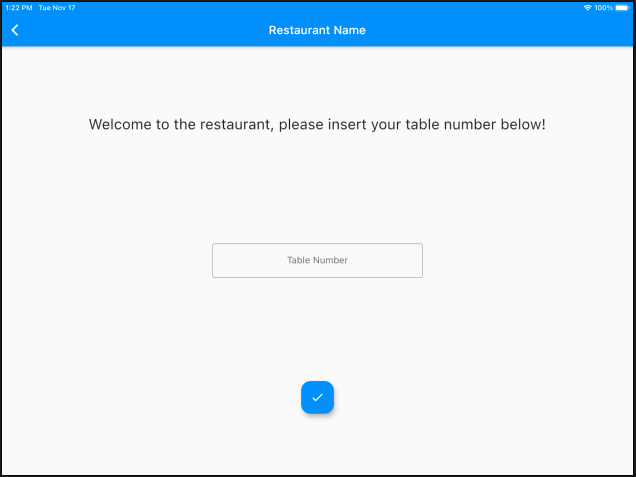 1:22 PM Tue Nov 17 100%
Restaurant Name
Welcome to the restaurant, please insert your table number below!
Table Number